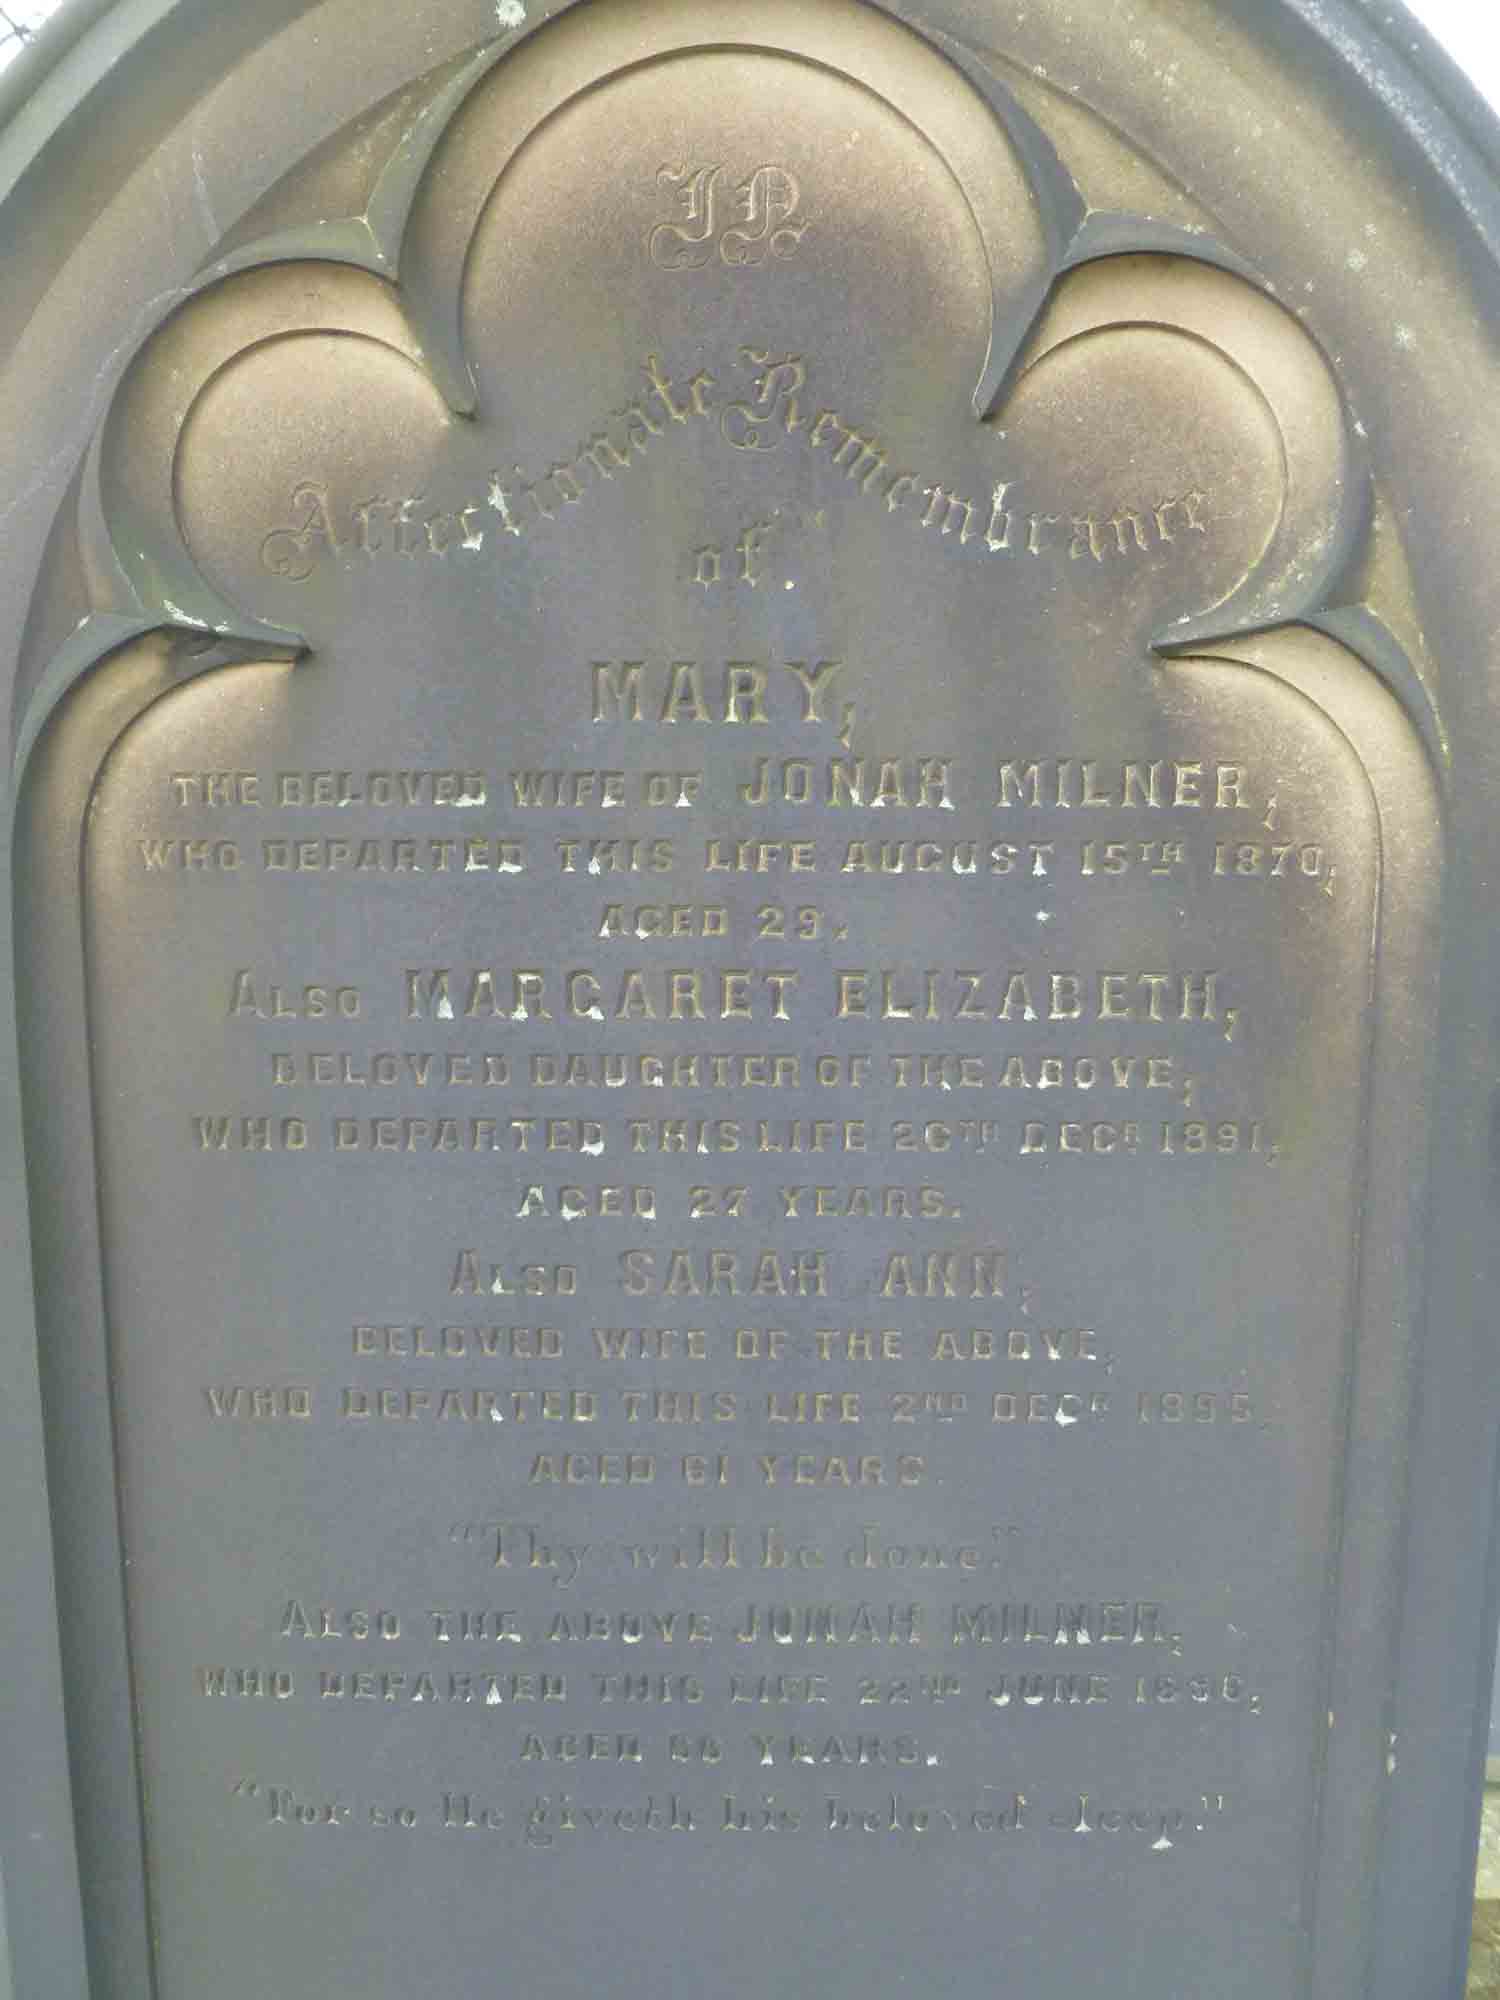 In
Affectionate Remembrance
of.
MARY,
THE BELOVED WIFE OF JONAH MILNER,
WHO DEPARTED THIS LIFE AUGUST 15TH 1870,
AGED 29.
ALSO MARGARET ELIZABETH,
BELOVED DAUGHTER OF THE ABOVE,
WHO DEPARTED THIS LIFE 26TH DECR 1891,
AGED 27 YEARS.
ALSO SARAH ANN,
BELOVED WIFE OF THE ABOVE,
WHO DEPARTED THIS LIFE 2ND DECR 1895,
AGED 61 YEARS.
"Thy will be done."
ALSO THE ABOVE JONAH MILNER,
WHO DEPARTED THIS LIFE 22ND JUNE
AGED YEARS.
"For so He giveth his beloved sleep."